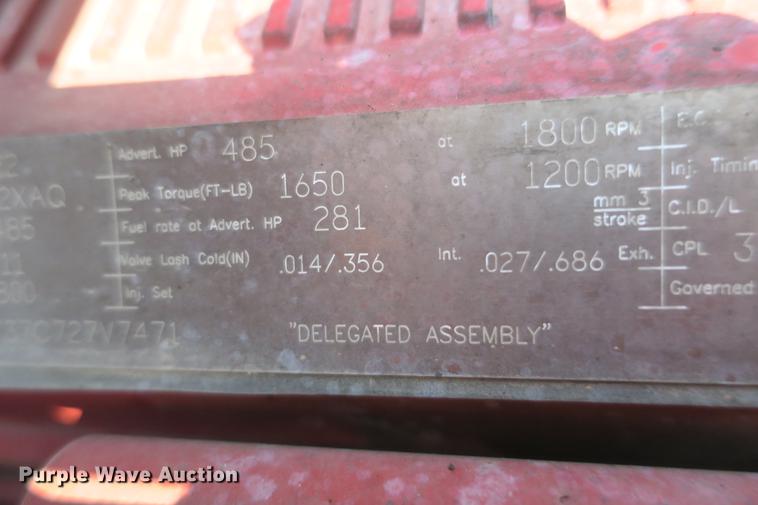 2
Advert. HP 485 at 1800 RPM E.C.
2XAQ Peak Torque(FT-LB) 1650 at 1200 RPM Inj. Timin
485 Fuel rate at Advert. HP 281 mm 3 stroke C.I.D./L
11 Valve Lash Cold(IN) .014/.356 Int. .027/.686 Exh. CPL 3
800 Inj. Set Governed
37C727V7471 "DELEGATED ASSEMBLY"
Purple Wave Auction